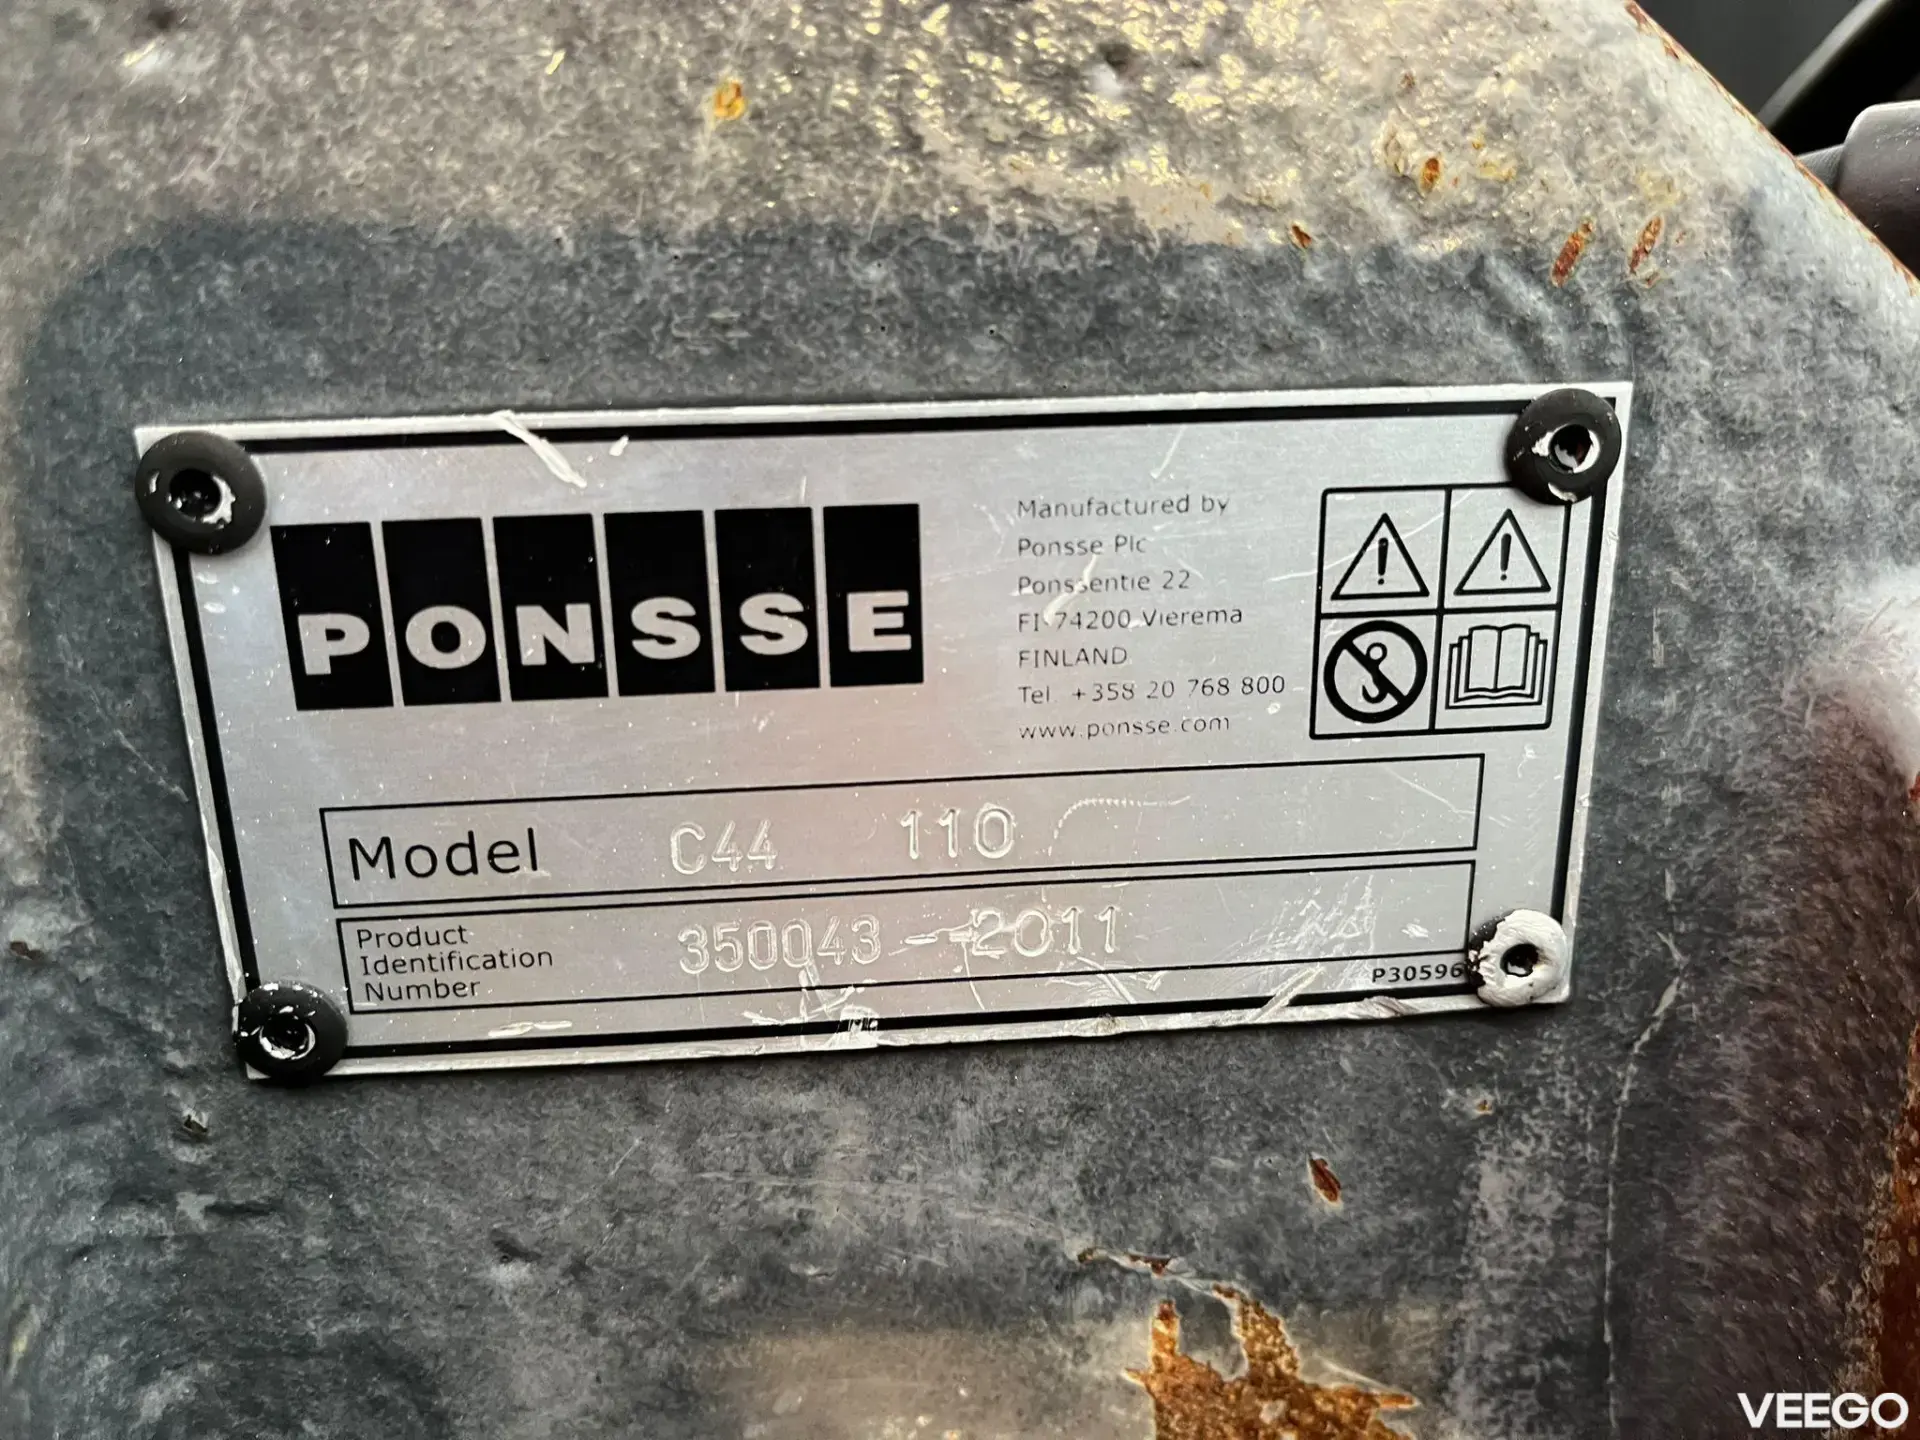 PONSSE
Manufactured by
Ponsse Plc
Ponssentie 22
FI-74200 Vierema
FINLAND
Tel. +358 20 768 800
www.ponsse.com
Model C44 110
Product
Identification
Number
350043--2011
P30596
VEEGO